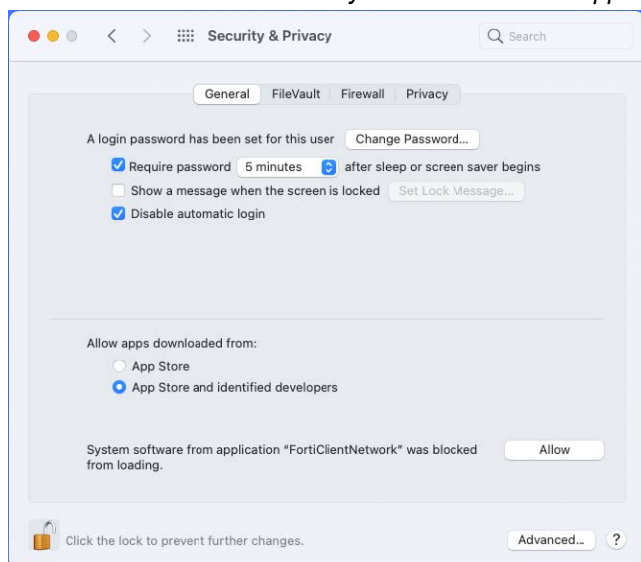 Security & Privacy
Search
General FileVault Firewall Privacy
A login password has been set for this user Change Password...
Require password 5 minutes after sleep or screen saver begins
Show a message when the screen is locked Set Lock Message...
Disable automatic login
Allow apps downloaded from:
App Store
App Store and identified developers
System software from application “FortiClientNetwork” was blocked Allow
from loading.
Click the lock to prevent further changes. Advanced... ?